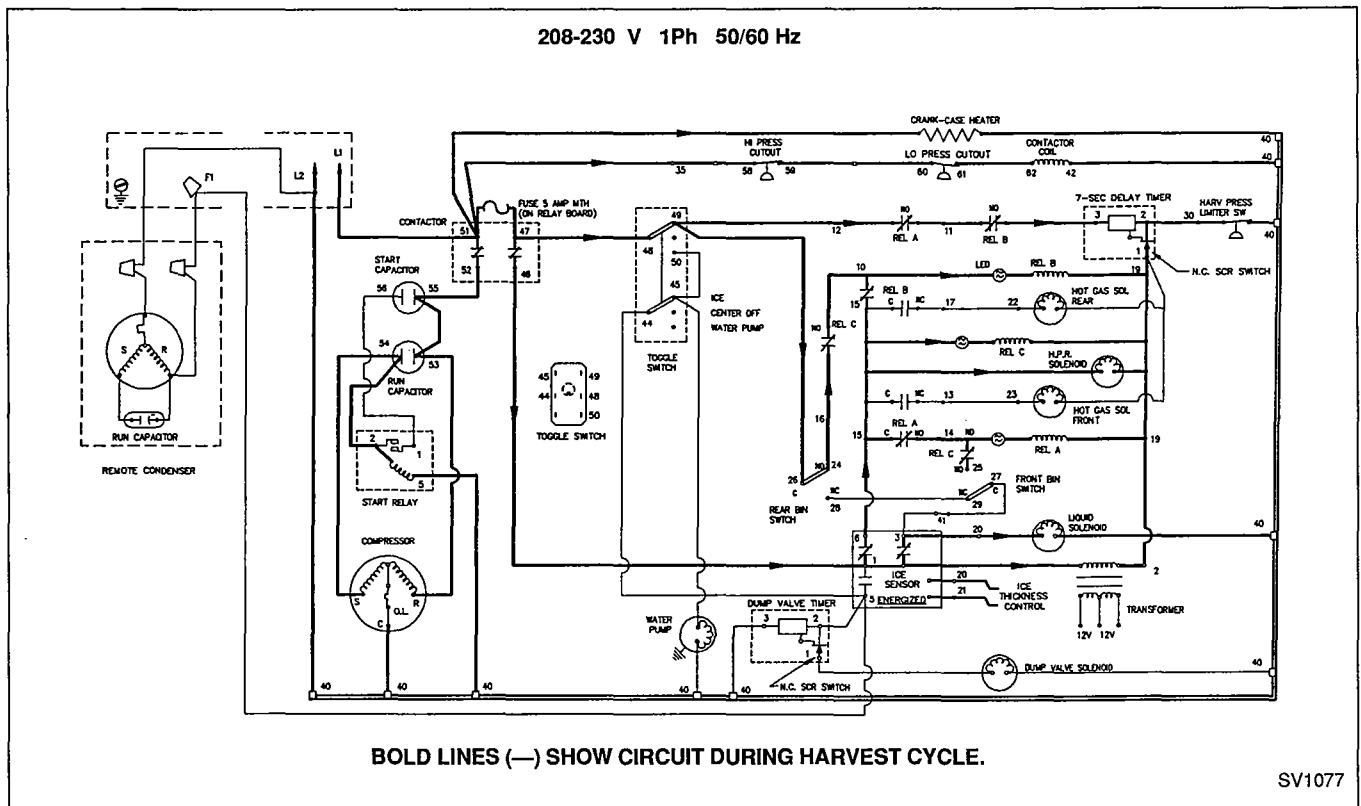 208-230 V 1Ph 50/60 Hz
CRANK-CASE HEATER
40
HI PRESS CUTOUT
LO PRESS CUTOUT
CONTACTOR COIL
35 58 59 60 61 62 42 40
L1
L2
F1
FUSE 5 AMP MTH
(ON RELAY BOARD)
CONTACTOR
51 47
52 46
7-SEC DELAY TIMER
HARV PRESS
LIMITER SW
49
48
50
45
44
12 NO 11 NO 3 2 30 40
REL A REL B
1
N.C. SCR SWITCH
START
CAPACITOR
56 55
10 LED REL B 19
REL B
15 C NC 17 22
HOT GAS SOL
REAR
ICE
CENTER OFF
WATER PUMP
TOGGLE
SWITCH
NO REL C
REL C
H.P.R.
SOLENOID
54 53
RUN
CAPACITOR
C NC 13 23
HOT GAS SOL
FRONT
REL A
45 49
44 48
50
TOGGLE SWITCH
S R
RUN CAPACITOR
REMOTE CONDENSER
16
15 C NO 14 NO REL A 19
REL C
NO 25
2 1
5
START RELAY
26 NO 24
C
NC
28
REAR BIN
SWITCH
27
NC C
29
FRONT BIN
SWITCH
41
20
LIQUID
SOLENOID
40
COMPRESSOR
S R
O.L.
C
6 3
1
ICE
SENSOR
5 ENERGIZED
20
21
ICE
THICKNESS
CONTROL
2
TRANSFORMER
12V 12V
WATER
PUMP
DUMP VALVE TIMER
3 2
1
N.C. SCR SWITCH
DUMP VALVE SOLENOID
40
40 40 40 40 40
BOLD LINES (—) SHOW CIRCUIT DURING HARVEST CYCLE.
SV1077